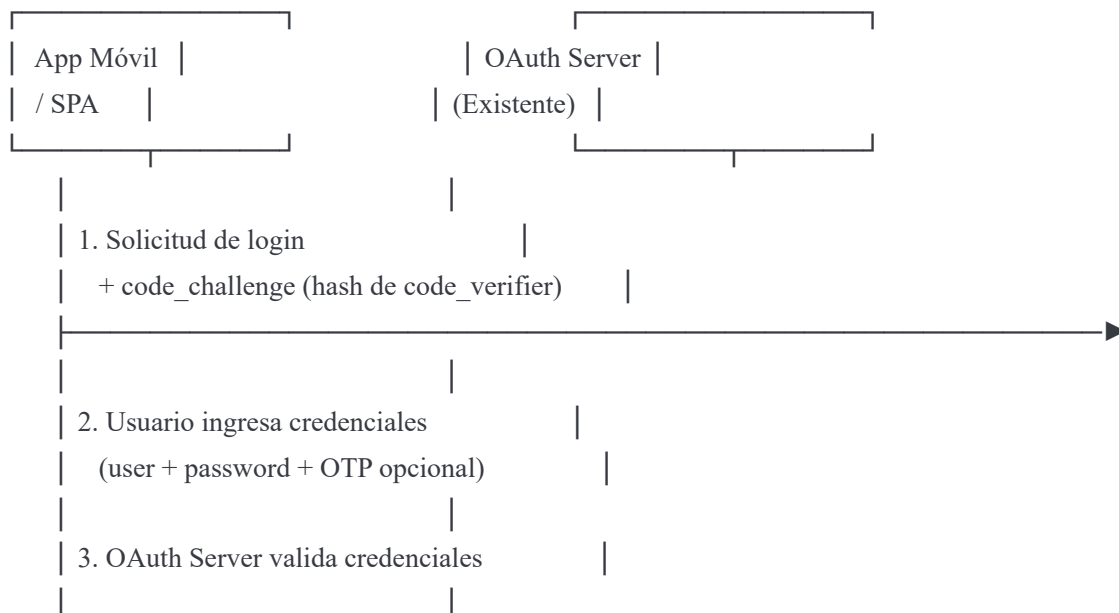 App Móvil
OAuth Server
/ SPA
(Existente)
1. Solicitud de login
+ code_challenge (hash de code_verifier)
2. Usuario ingresa credenciales
(user + password + OTP opcional)
3. OAuth Server valida credenciales